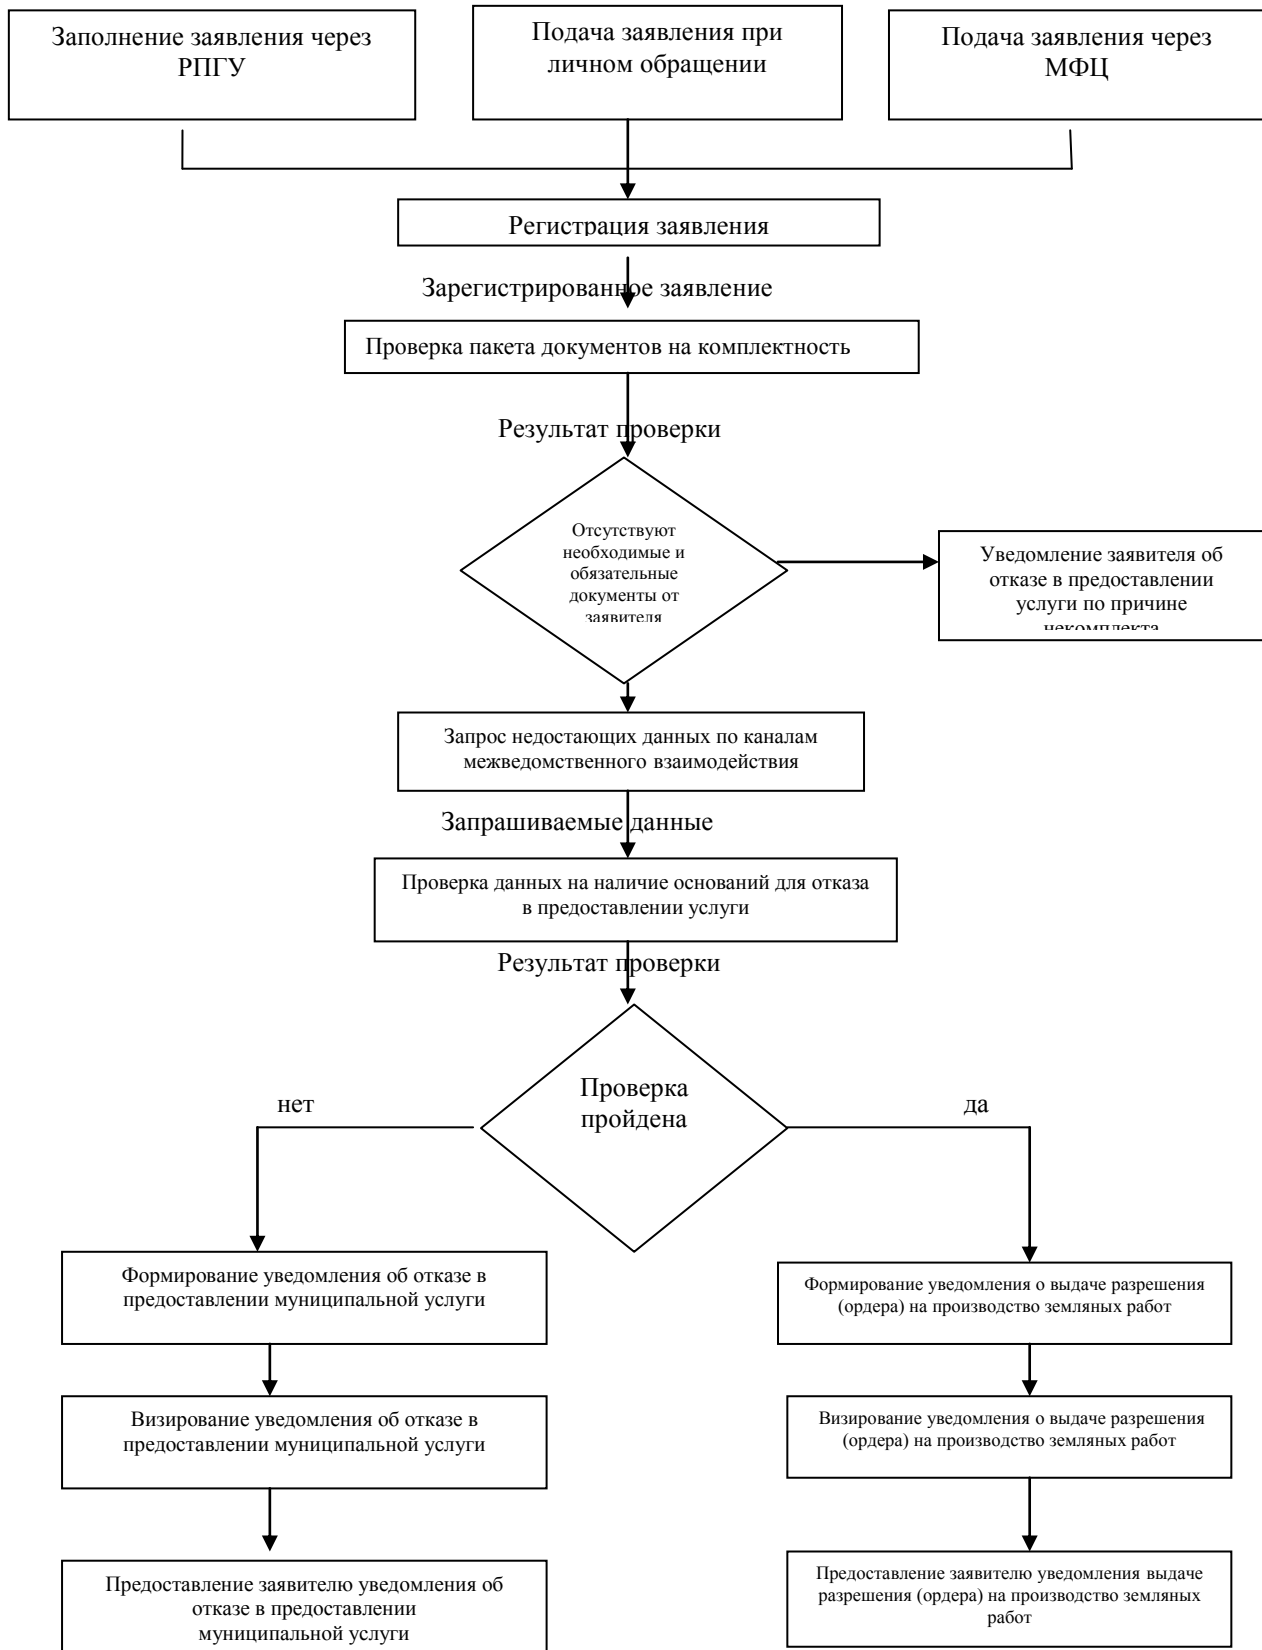 Заполнение заявления через
РПГУ
Подача заявления при
личном обращении
Подача заявления через
МФЦ
Регистрация заявления
Зарегистрированное заявление
Проверка пакета документов на комплектность
Результат проверки
Отсутствуют
необходимые и
обязательные
документы от
заявителя
Уведомление заявителя об
отказе в предоставлении
услуги по причине
некомплекта
Запрос недостающих данных по каналам
межведомственного взаимодействия
Запрашиваемые данные
Проверка данных на наличие оснований для отказа
в предоставлении услуги
Результат проверки
Проверка
пройдена
нет
да
Формирование уведомления об отказе в
предоставлении муниципальной услуги
Формирование уведомления о выдаче разрешения
(ордера) на производство земляных работ
Визирование уведомления об отказе в
предоставлении муниципальной услуги
Визирование уведомления о выдаче разрешения
(ордера) на производство земляных работ
Предоставление заявителю уведомления об
отказе в предоставлении
муниципальной услуги
Предоставление заявителю уведомления выдаче
разрешения (ордера) на производство земляных
работ